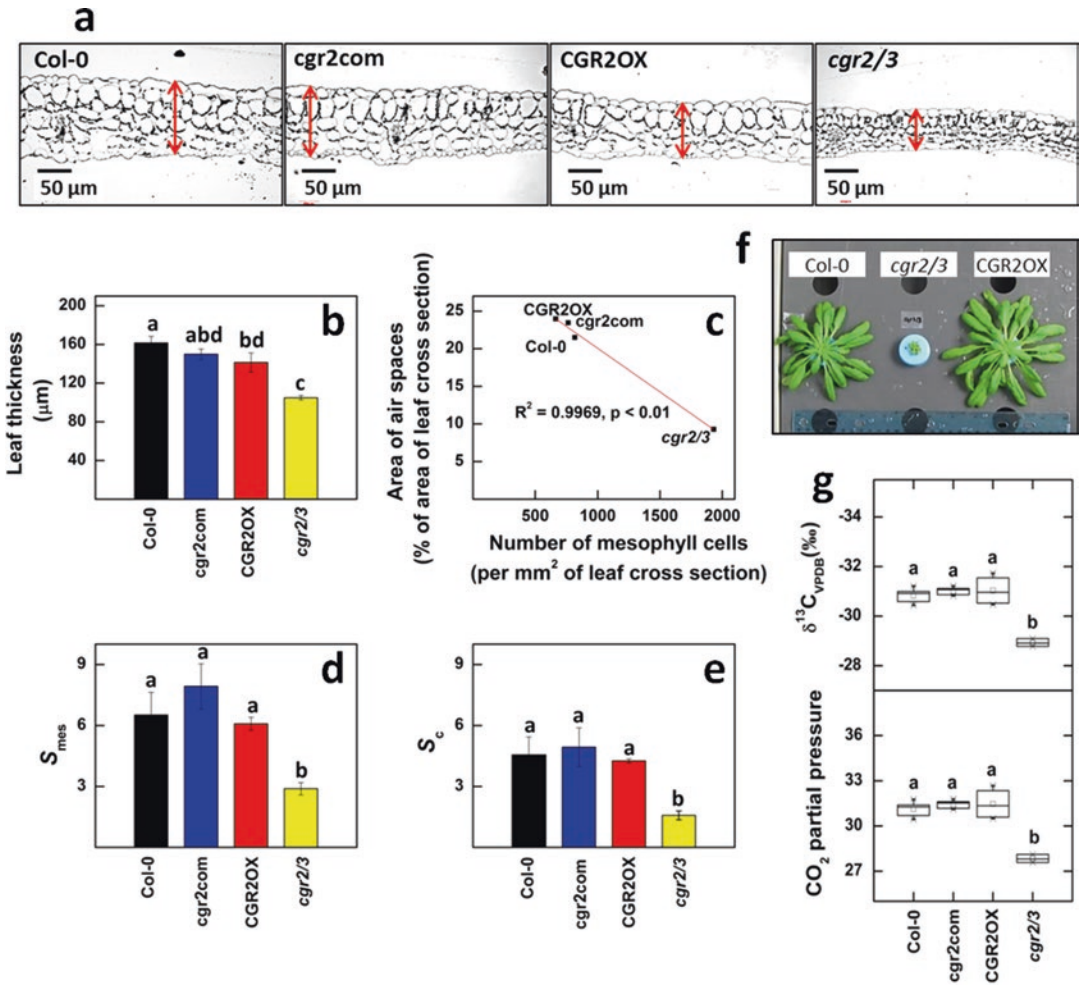 a
Col-0
cgr2com
CGR2OX
cgr2/3
50 µm
50 µm
50 µm
50 µm
b
Leaf thickness
(µm)
210
160
120
80
40
a
abd
bd
c
Col-0
cgr2com
CGR2OX
cgr2/3
c
Area of air spaces
(% of area of leaf cross section)
25
20
15
10
5
CGR2OX
cgr2com
Col-0
R² = 0.9969, p < 0.01
cgr2/3
500
1000
1500
2000
Number of mesophyll cells
(per mm² of leaf cross section)
f
Col-0
cgr2/3
CGR2OX
d
Smes
9
6
3
a
a
a
b
Col-0
cgr2com
CGR2OX
cgr2/3
e
Sc
9
6
3
a
a
a
b
Col-0
cgr2com
CGR2OX
cgr2/3
g
δ¹³CVPDB(‰)
-34
-32
-30
-28
a
a
a
b
CO₂ partial pressure
36
33
30
27
a
a
a
b
Col-0
cgr2com
CGR2OX
cgr2/3